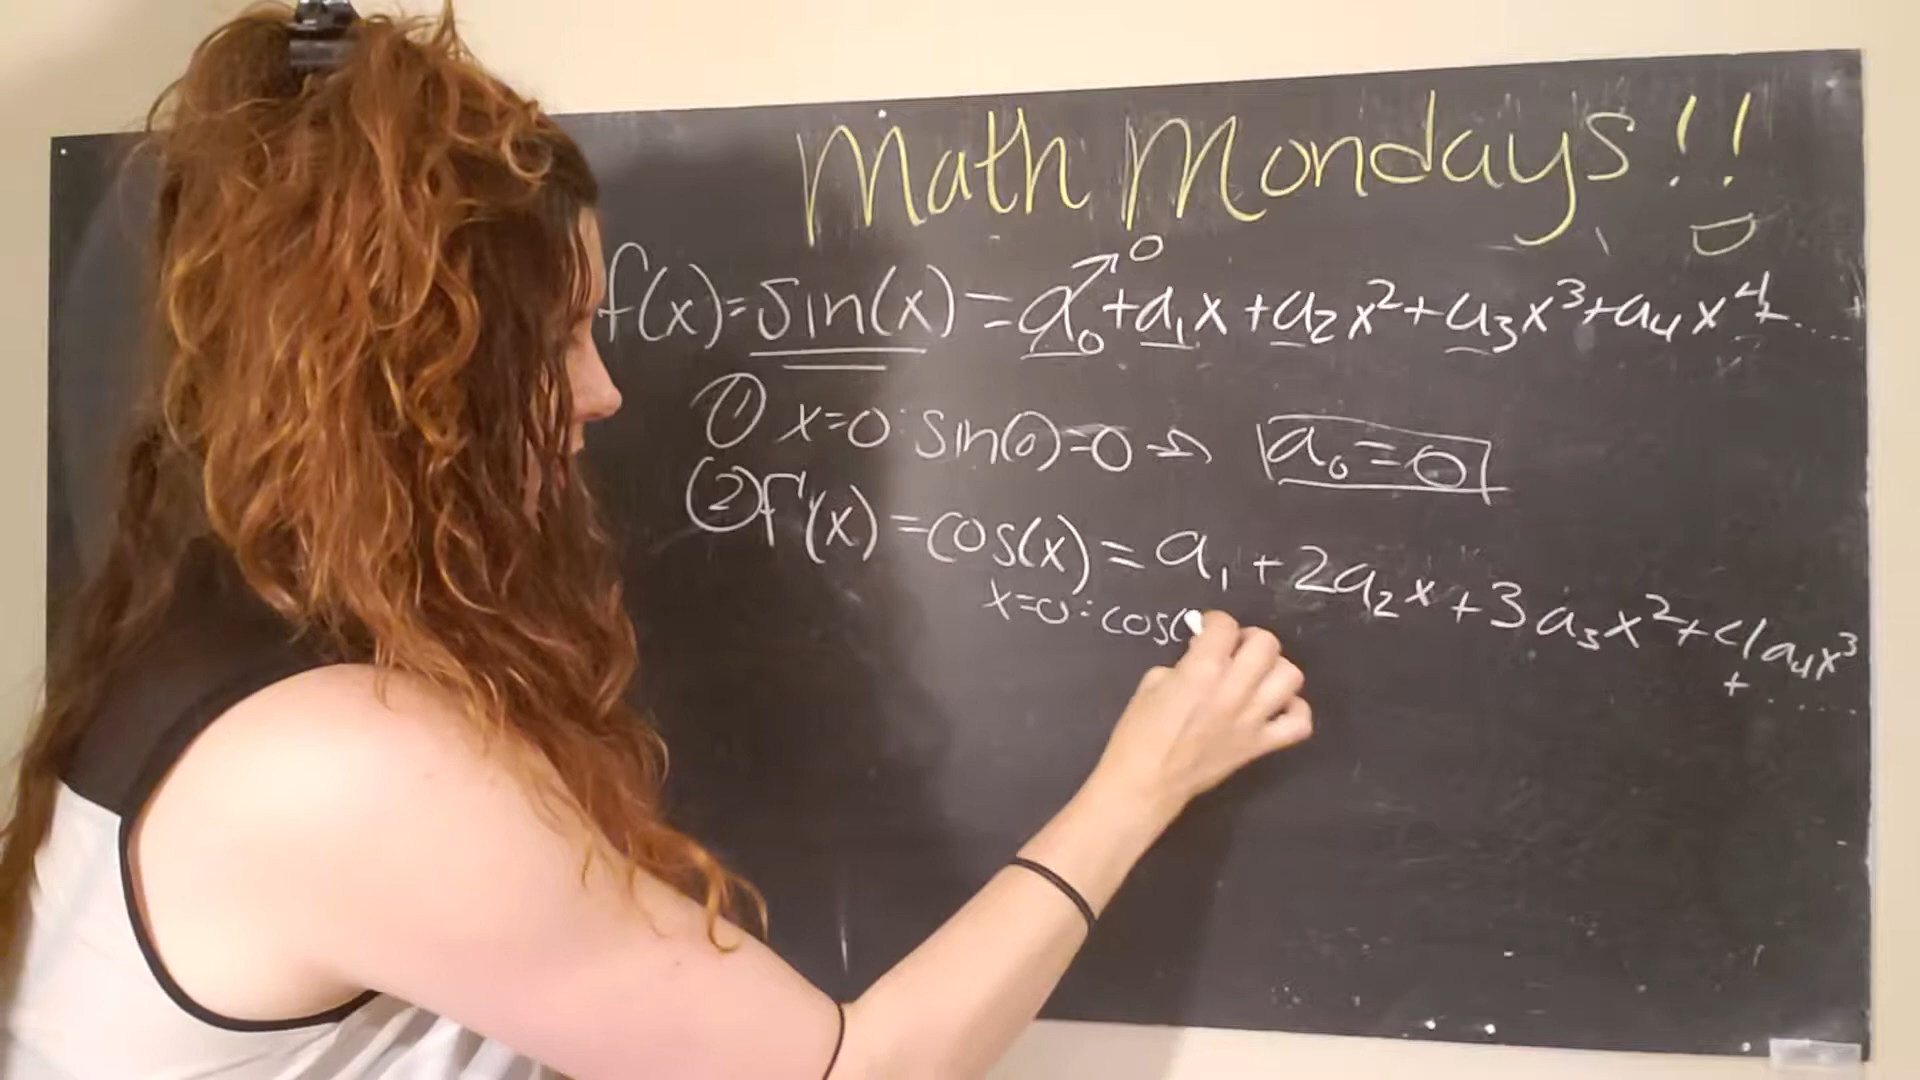 Math Mondays!!
0
f(x)=sin(x)=a₀+a₁x+a₂x²+a₃x³+a₄x⁴+....
① x=0: sin(0)=0→ a₀=0
② f'(x)=cos(x)=a₁+2a₂x+3a₃x²+4a₄x³
+......
x=0: cos(